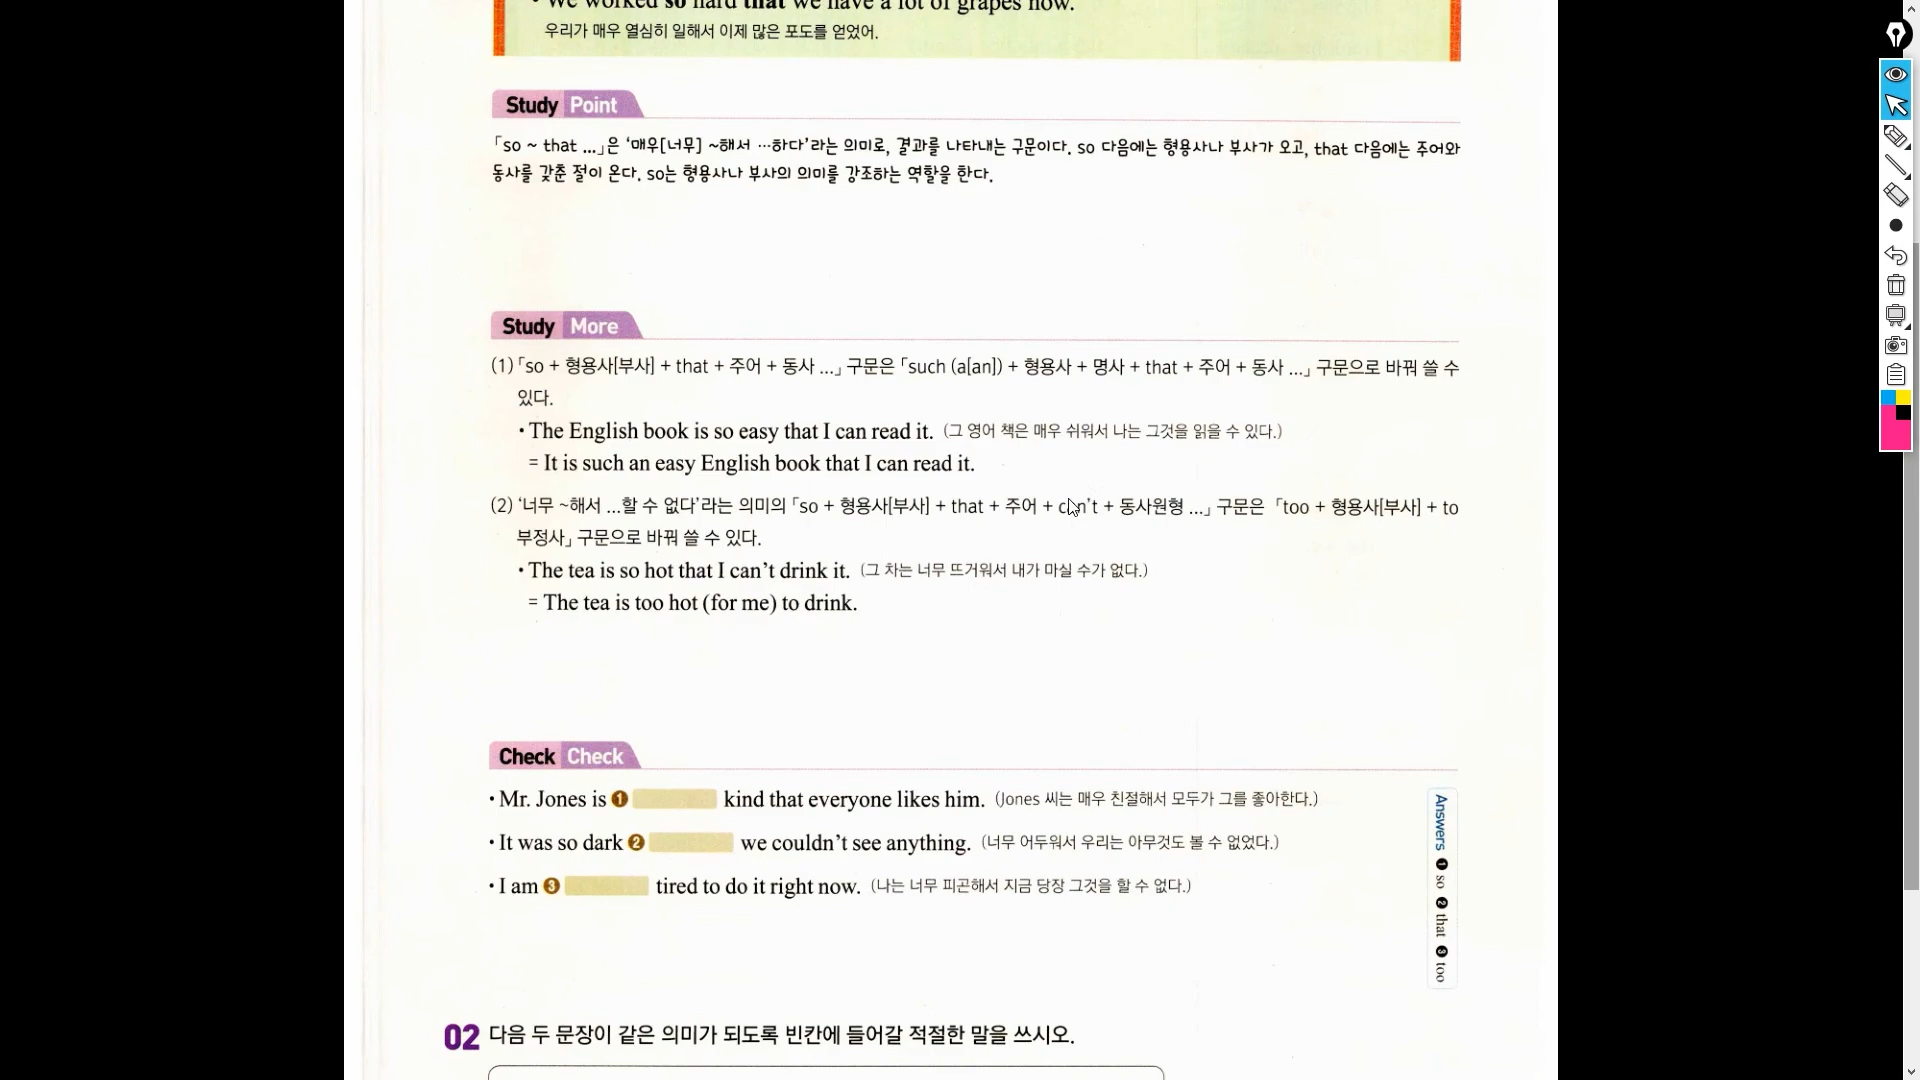 • We worked so hard that we have a lot of grapes now.
우리가 매우 열심히 일해서 이제 많은 포도를 얻었어.
Study Point
「so ~ that ...」은 ‘매우[너무] ~해서 …하다’라는 의미로, 결과를 나타내는 구문이다. so 다음에는 형용사나 부사가 오고, that 다음에는 주어와
동사를 갖춘 절이 온다. so는 형용사나 부사의 의미를 강조하는 역할을 한다.
Study More
(1) 「so + 형용사[부사] + that + 주어 + 동사 ...」 구문은 「such (a[an]) + 형용사 + 명사 + that + 주어 + 동사 ...」 구문으로 바꿔 쓸 수
있다.
• The English book is so easy that I can read it. (그 영어 책은 매우 쉬워서 나는 그것을 읽을 수 있다.)
= It is such an easy English book that I can read it.
(2) ‘너무 ~해서 ...할 수 없다’라는 의미의 「so + 형용사[부사] + that + 주어 + can't + 동사원형 ...」 구문은 「too + 형용사[부사] + to
부정사」 구문으로 바꿔 쓸 수 있다.
• The tea is so hot that I can’t drink it. (그 차는 너무 뜨거워서 내가 마실 수가 없다.)
= The tea is too hot (for me) to drink.
Check Check
• Mr. Jones is ❶ kind that everyone likes him. (Jones 씨는 매우 친절해서 모두가 그를 좋아한다.)
• It was so dark ❷ we couldn’t see anything. (너무 어두워서 우리는 아무것도 볼 수 없었다.)
• I am ❸ tired to do it right now. (나는 너무 피곤해서 지금 당장 그것을 할 수 없다.)
Answers ❶ so ❷ that ❸ too
02 다음 두 문장이 같은 의미가 되도록 빈칸에 들어갈 적절한 말을 쓰시오.